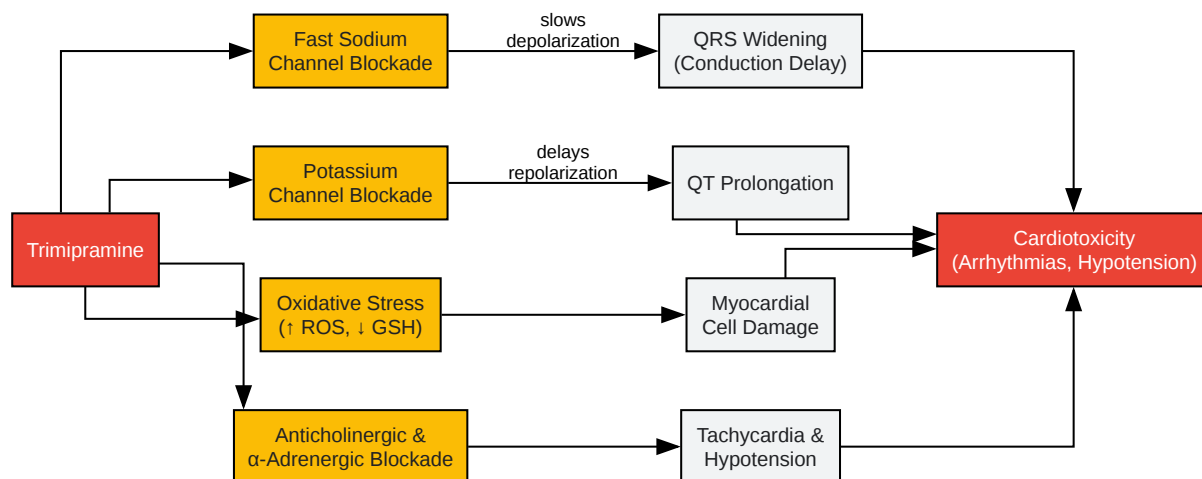 Fast Sodium
Channel Blockade
slows
depolarization
QRS Widening
(Conduction Delay)
Potassium
Channel Blockade
delays
repolarization
QT Prolongation
Trimipramine
Cardiotoxicity
(Arrhythmias, Hypotension)
Oxidative Stress
(↑ ROS, ↓ GSH)
Myocardial
Cell Damage
Anticholinergic &
α-Adrenergic Blockade
Tachycardia &
Hypotension